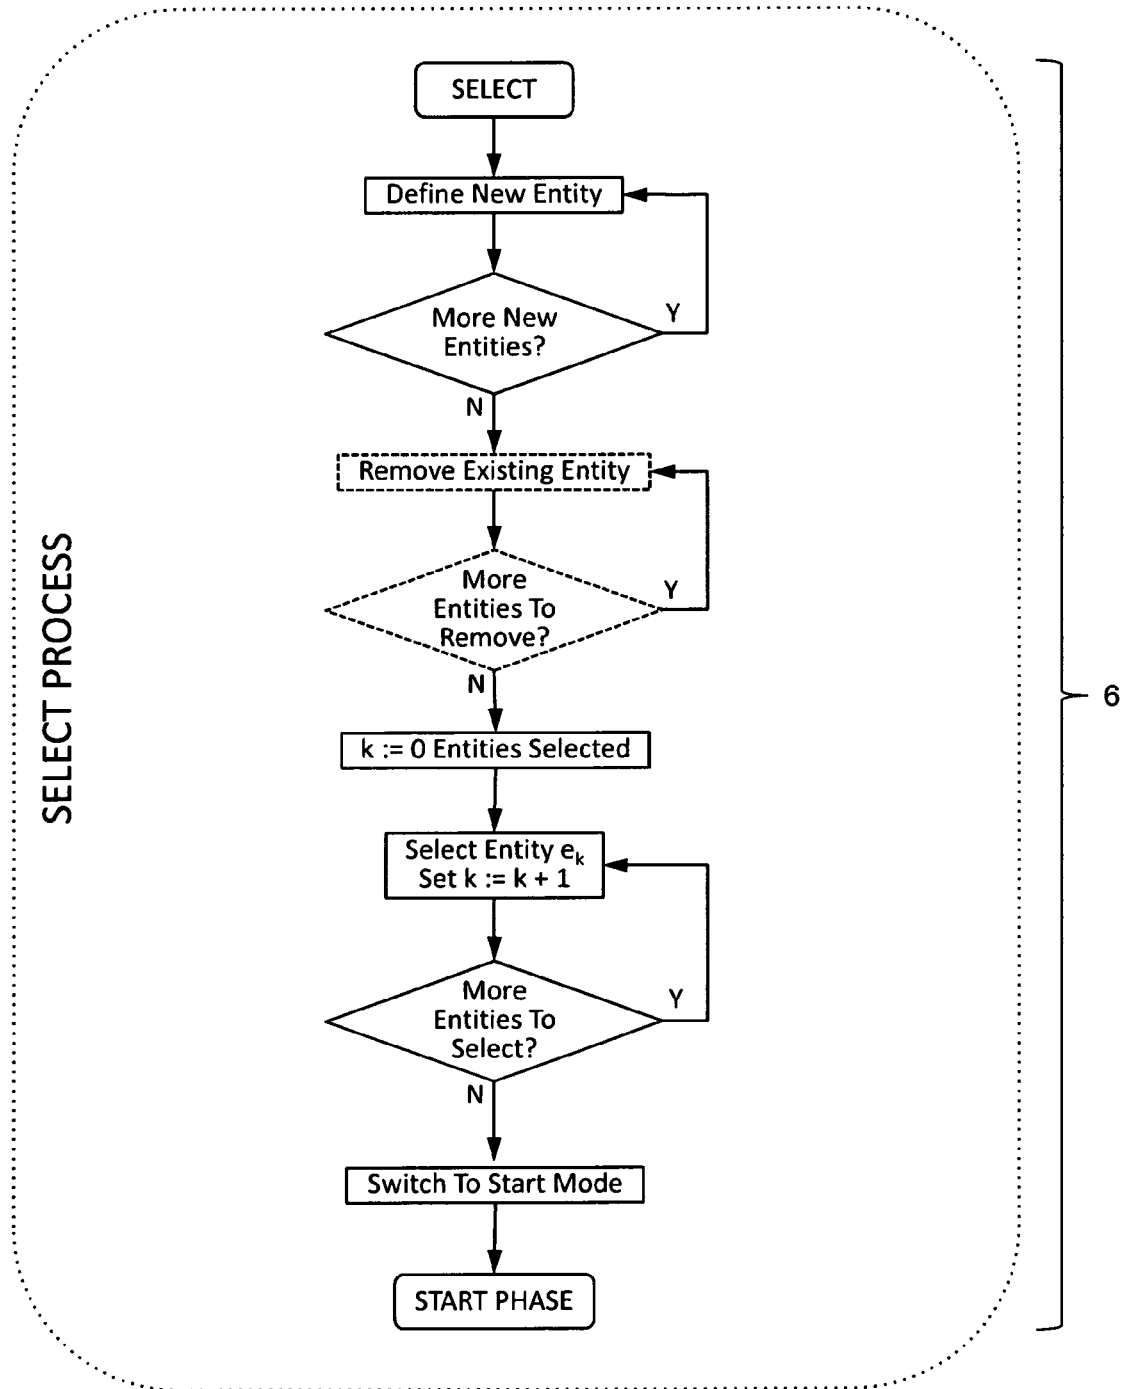 SELECT
Define New Entity
More New
Entities?
Y
N
Remove Existing Entity
More
Entities To
Remove?
Y
N
k := 0 Entities Selected
Select Entity eₖ
Set k := k + 1
More
Entities To
Select?
Y
N
Switch To Start Mode
START PHASE
SELECT PROCESS
6